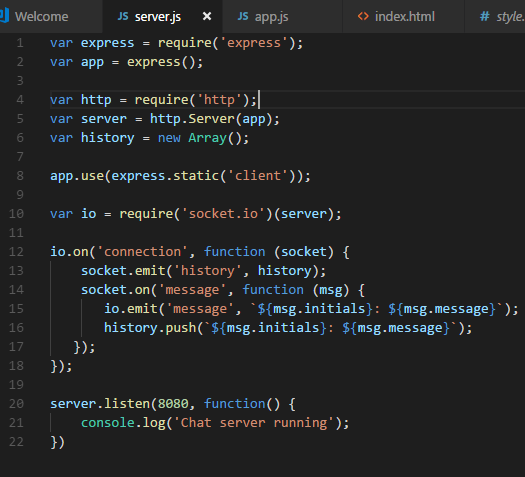 Welcome JS server.js × JS app.js <> index.html # style.
1 var express = require('express');
2 var app = express();
3
4 var http = require('http');
5 var server = http.Server(app);
6 var history = new Array();
7
8 app.use(express.static('client'));
9
10 var io = require('socket.io')(server);
11
12 io.on('connection', function (socket) {
13     socket.emit('history', history);
14     socket.on('message', function (msg) {
15        io.emit('message', `${msg.initials}: ${msg.message}`);
16        history.push(`${msg.initials}: ${msg.message}`);
17    });
18 });
19
20 server.listen(8080, function() {
21     console.log('Chat server running');
22 })